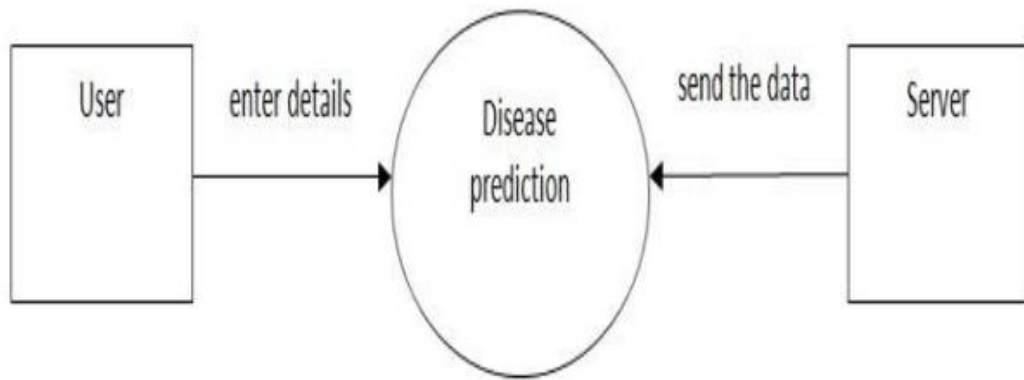 User
enter details
Disease
prediction
send the data
Server